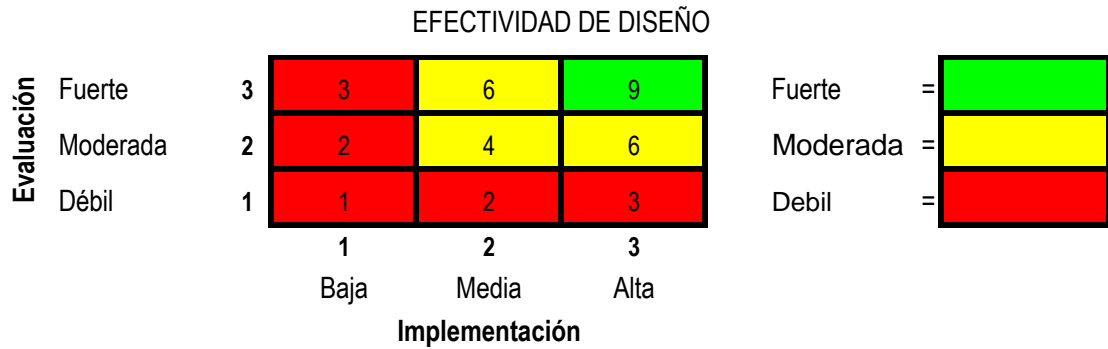 EFECTIVIDAD DE DISEÑO
Evaluación
Fuerte 3 3 6 9 Fuerte =
Moderada 2 2 4 6 Moderada =
Débil 1 1 2 3 Debil =
1 2 3
Baja Media Alta
Implementación